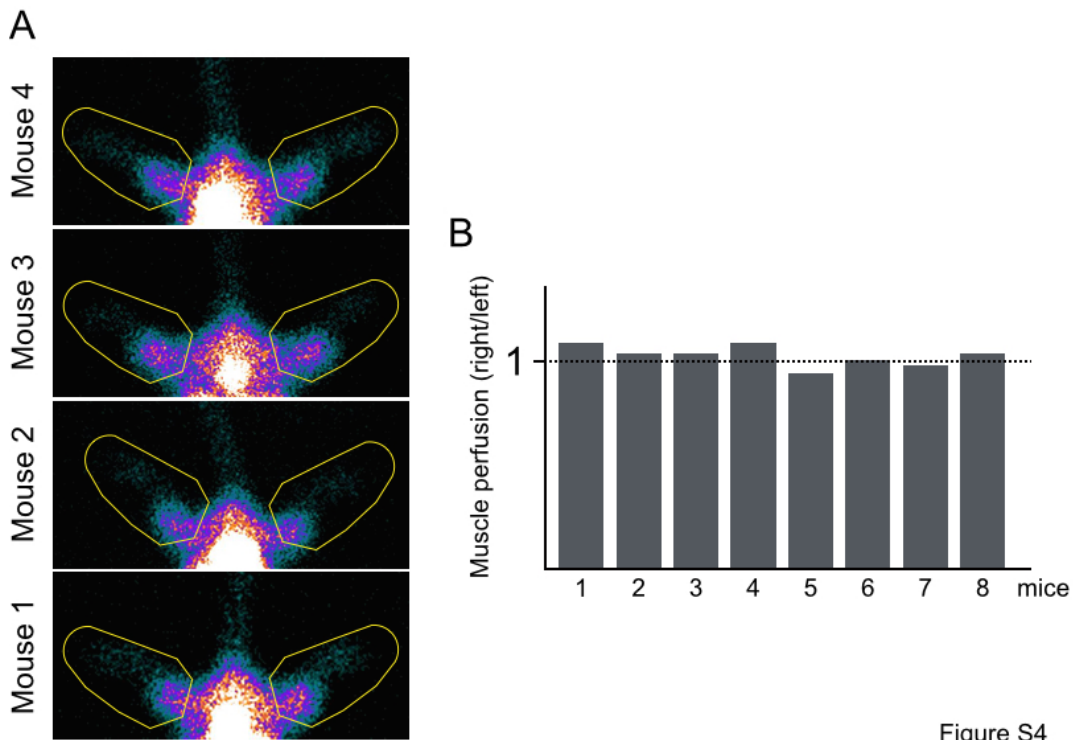 A
Mouse 4
Mouse 3
Mouse 2
Mouse 1
B
Muscle perfusion (right/left)
1
1 2 3 4 5 6 7 8 mice
Figure S4